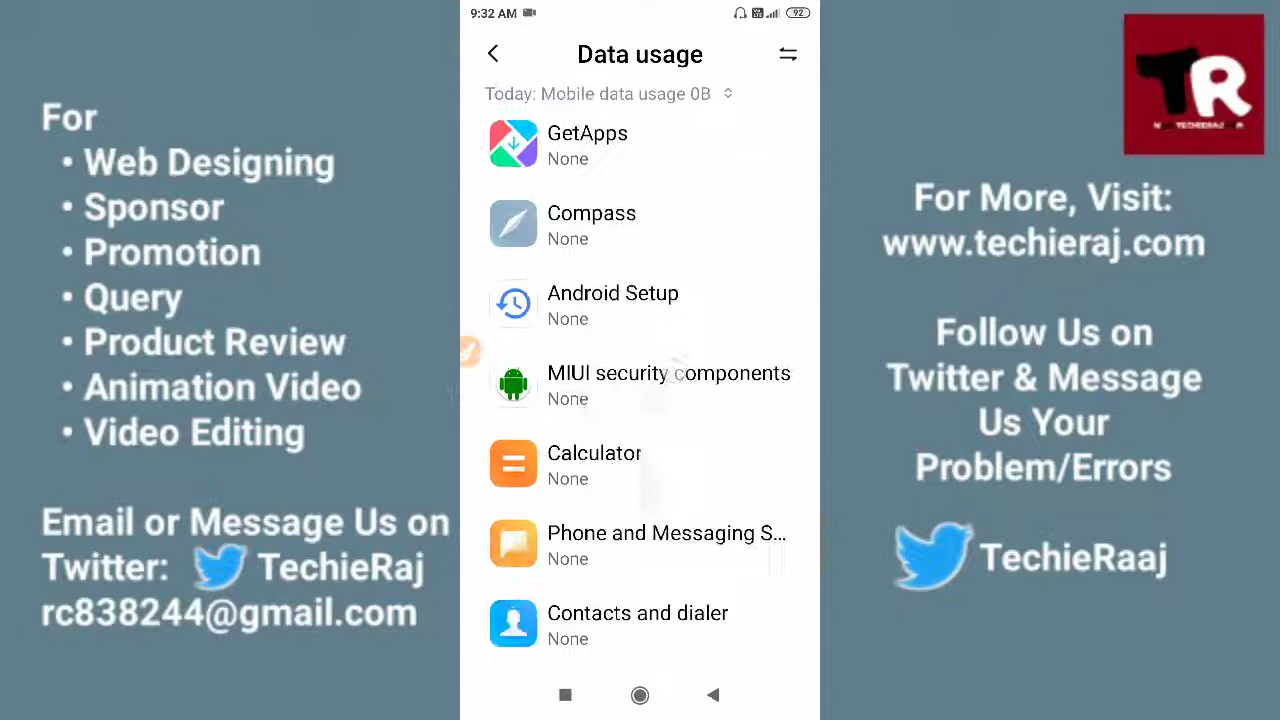 For
• Web Designing
• Sponsor
• Promotion
• Query
• Product Review
• Animation Video
• Video Editing
Email or Message Us on
Twitter: TechieRaj
rc838244@gmail.com
9:32 AM
92
Data usage
Today: Mobile data usage 0B
GetApps
None
Compass
None
Android Setup
None
MIUI security components
None
Calculator
None
Phone and Messaging S...
None
Contacts and dialer
None
TR
For More, Visit:
www.techieraj.com
Follow Us on
Twitter & Message
Us Your
Problem/Errors
TechieRaaj